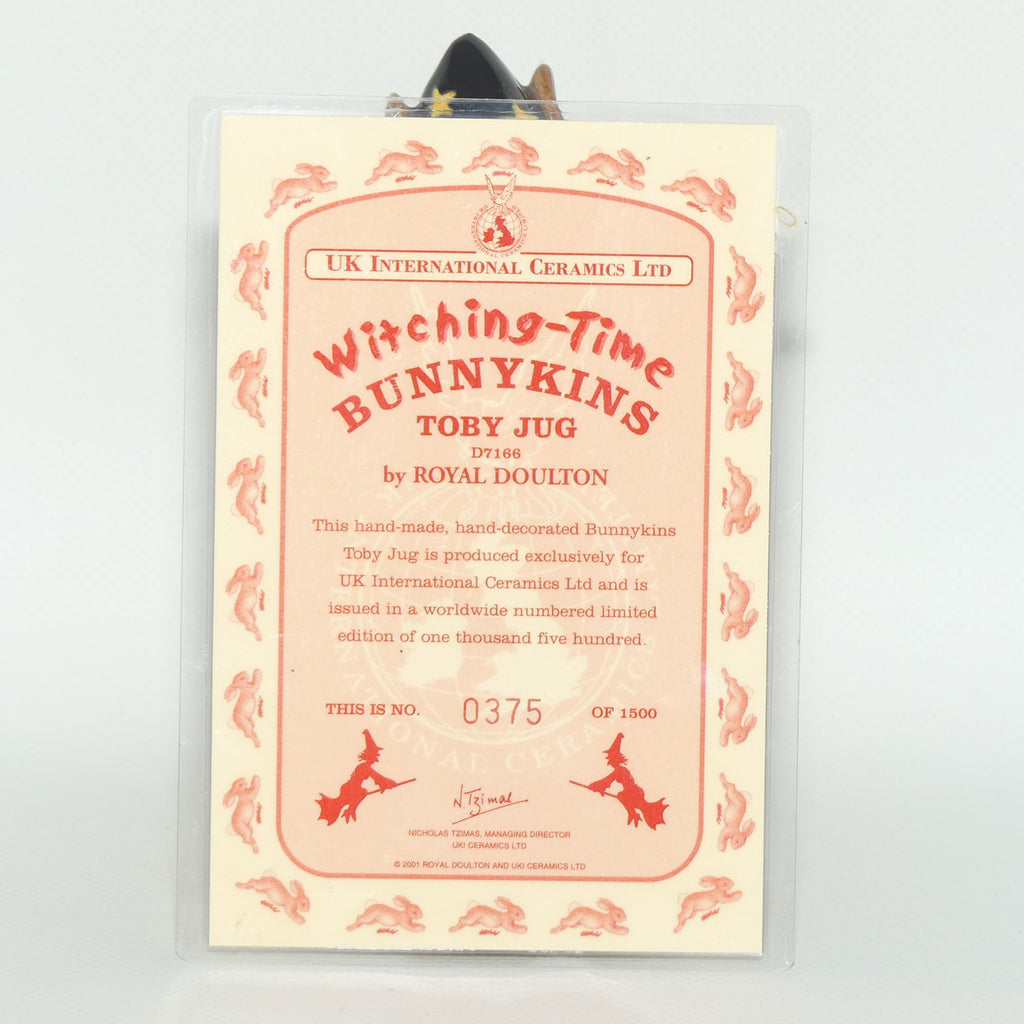 UK INTERNATIONAL CERAMICS LTD
Witching-Time
BUNNYKINS
TOBY JUG
D7166
by ROYAL DOULTON
This hand-made, hand-decorated Bunnykins
Toby Jug is produced exclusively for
UK International Ceramics Ltd and is
issued in a worldwide numbered limited
edition of one thousand five hundred.
THIS IS NO. 0375 OF 1500
N. Tzimas
NICHOLAS TZIMAS, MANAGING DIRECTOR
UKI CERAMICS LTD
© 2001 ROYAL DOULTON AND UKI CERAMICS LTD